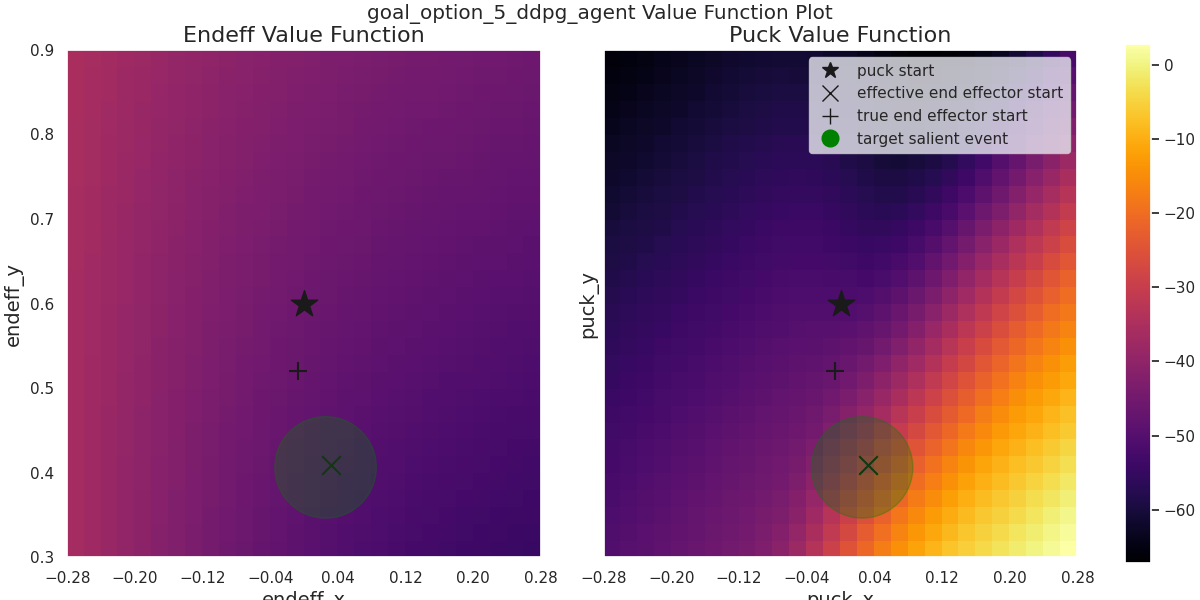 goal_option_5_ddpg_agent Value Function Plot
Endeff Value Function
Puck Value Function
puck start
effective end effector start
true end effector start
target salient event
endeff_y
0.9
0.8
0.7
0.6
0.5
0.4
0.3
−0.28 −0.20 −0.12 −0.04 0.04 0.12 0.20 0.28
endeff_x
puck_y
−0.28 −0.20 −0.12 −0.04 0.04 0.12 0.20 0.28
puck_x
0
−10
−20
−30
−40
−50
−60